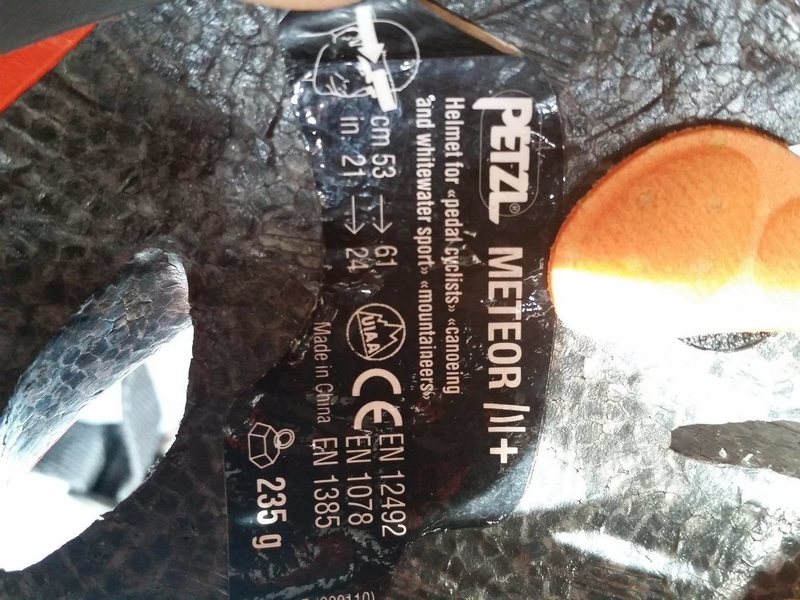 PETZL® METEOR III+
Helmet for «pedal cyclists» «canoeing
and whitewater sport» «mountaineers»
cm 53 → 61
in. 21 → 24
UIAA
CE
EN 12492
EN 1078
EN 1385
Made in China
235 g